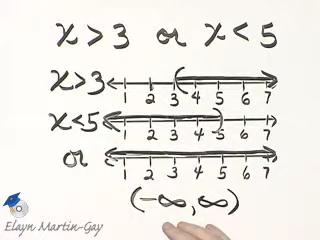 x > 3 or x < 5
x > 3
1 2 3 4 5 6 7
x < 5
1 2 3 4 5 6 7
or
1 2 3 4 5 6 7
(-∞, ∞)
Elayn Martin-Gay